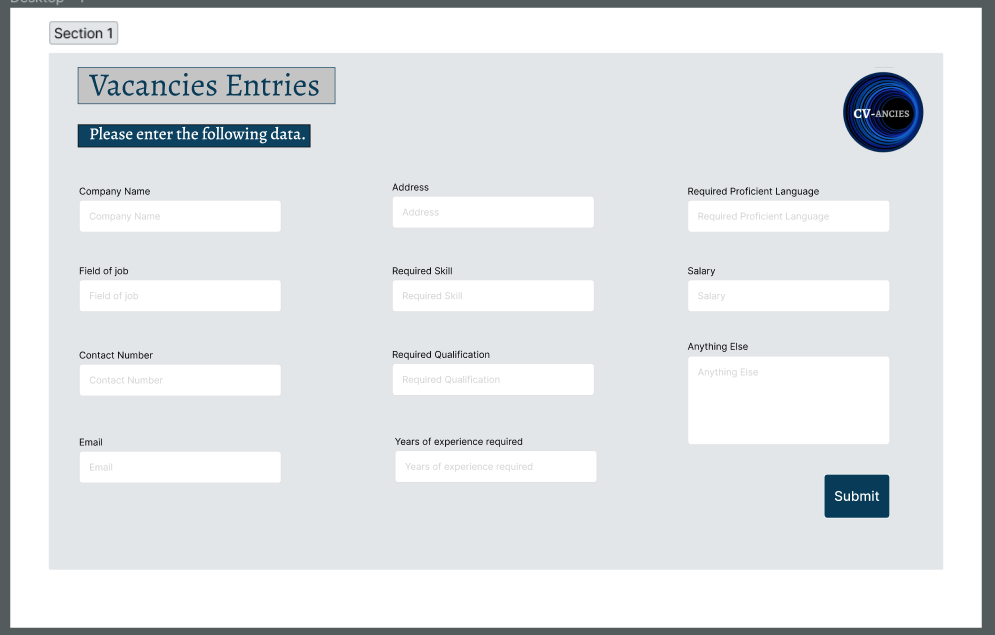 Desktop - 1
Section 1
Vacancies Entries
Please enter the following data.
CV-ANCIES
Company Name
Company Name
Address
Address
Required Proficient Language
Required Proficient Language
Field of job
Field of job
Required Skill
Required Skill
Salary
Salary
Contact Number
Contact Number
Required Qualification
Required Qualification
Anything Else
Anything Else
Email
Email
Years of experience required
Years of experience required
Submit